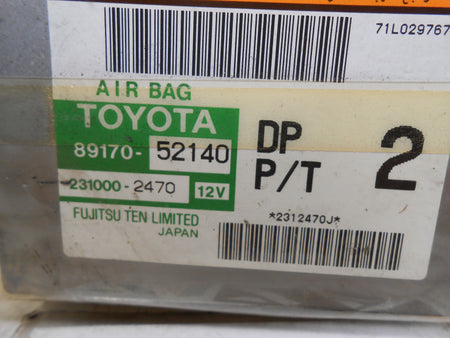 71L029767
AIR BAG
TOYOTA
89170-52140
231000-2470 12V
FUJITSU TEN LIMITED
JAPAN
DP
P/T
2
*2312470J*